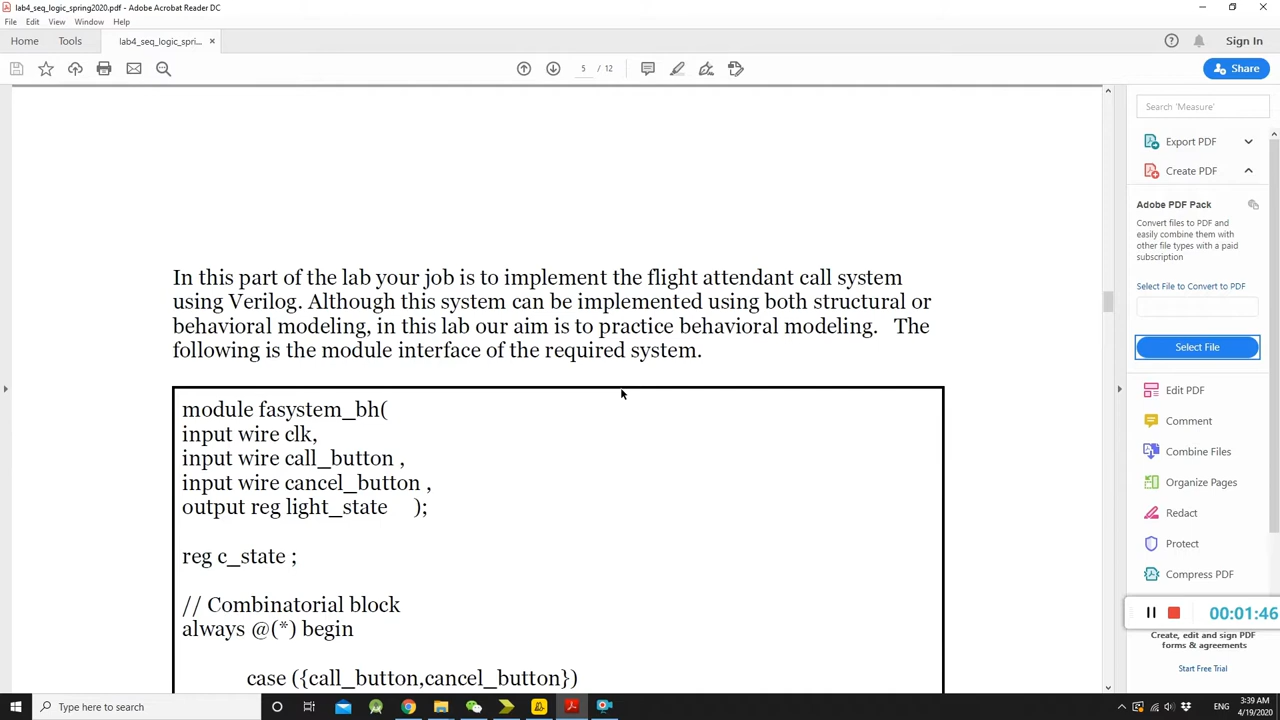 lab4_seq_logic_spring2020.pdf - Adobe Acrobat Reader DC
File Edit View Window Help
Home Tools lab4_seq_logic_spri... × Sign In
5 / 12 Share
In this part of the lab your job is to implement the flight attendant call system
using Verilog. Although this system can be implemented using both structural or
behavioral modeling, in this lab our aim is to practice behavioral modeling. The
following is the module interface of the required system.
module fasystem_bh(
input wire clk,
input wire call_button ,
input wire cancel_button ,
output reg light_state );
reg c_state ;
// Combinatorial block
always @(*) begin
case ({call_button,cancel_button})
Search 'Measure'
Export PDF
Create PDF
Adobe PDF Pack
Convert files to PDF and
easily combine them with
other file types with a paid
subscription
Select File to Convert to PDF
Select File
Edit PDF
Comment
Combine Files
Organize Pages
Redact
Protect
Compress PDF
00:01:46
Create, edit and sign PDF
forms & agreements
Start Free Trial
Type here to search
ENG
3:39 AM
4/19/2020